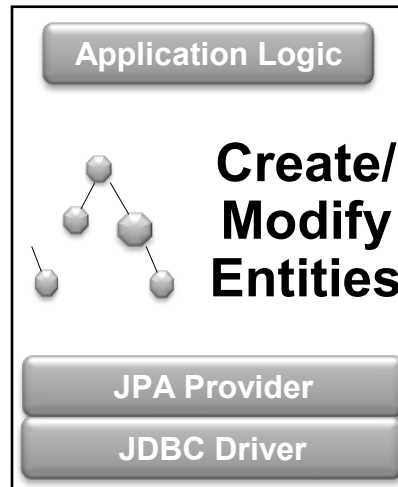 Application Logic
Create/
Modify
Entities
JPA Provider
JDBC Driver